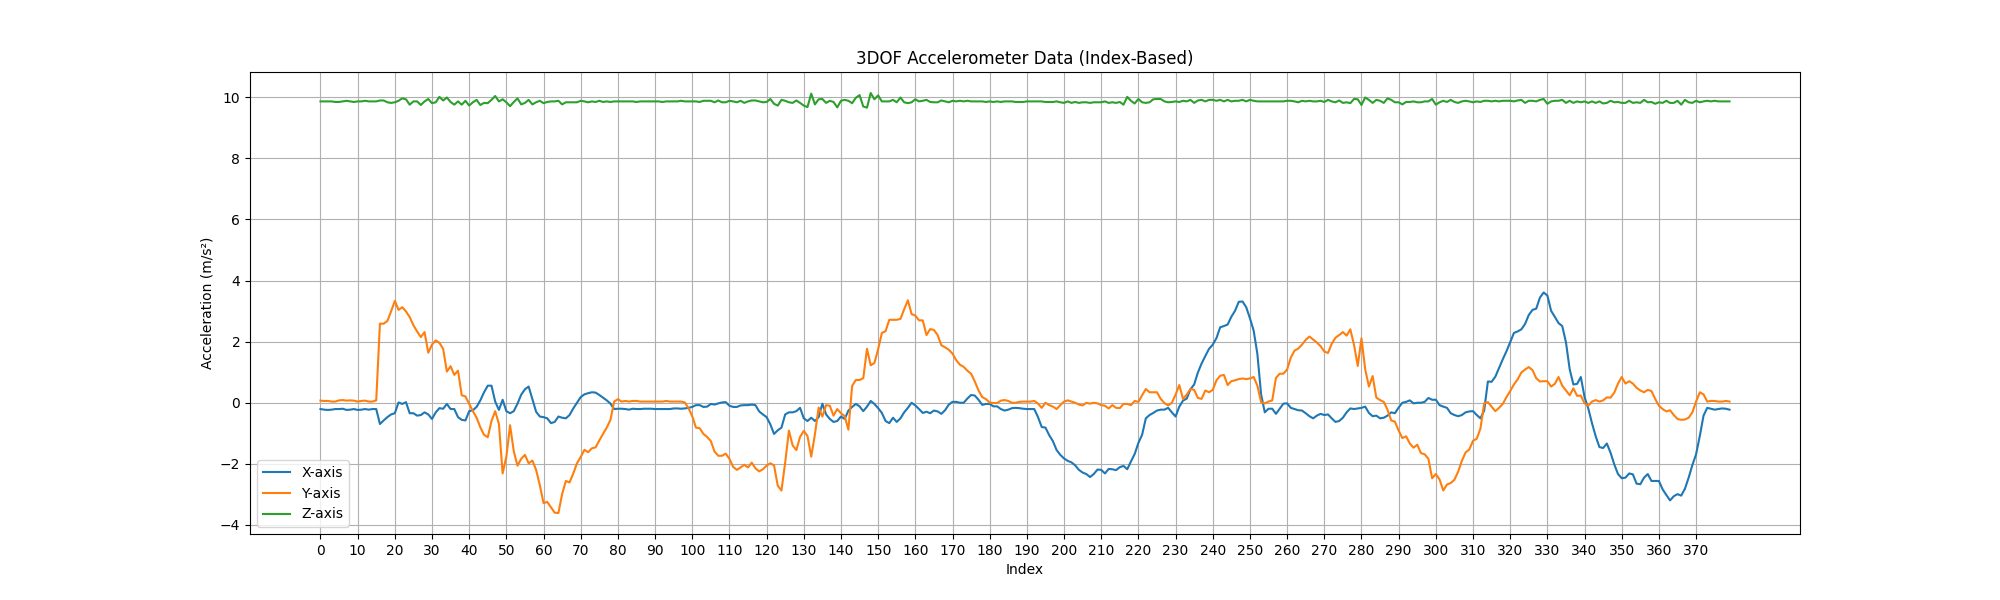 3DOF Accelerometer Data (Index-Based)
Acceleration (m/s²)
10
8
6
4
2
0
−2
−4
X-axis
Y-axis
Z-axis
0 10 20 30 40 50 60 70 80 90 100 110 120 130 140 150 160 170 180 190 200 210 220 230 240 250 260 270 280 290 300 310 320 330 340 350 360 370
Index